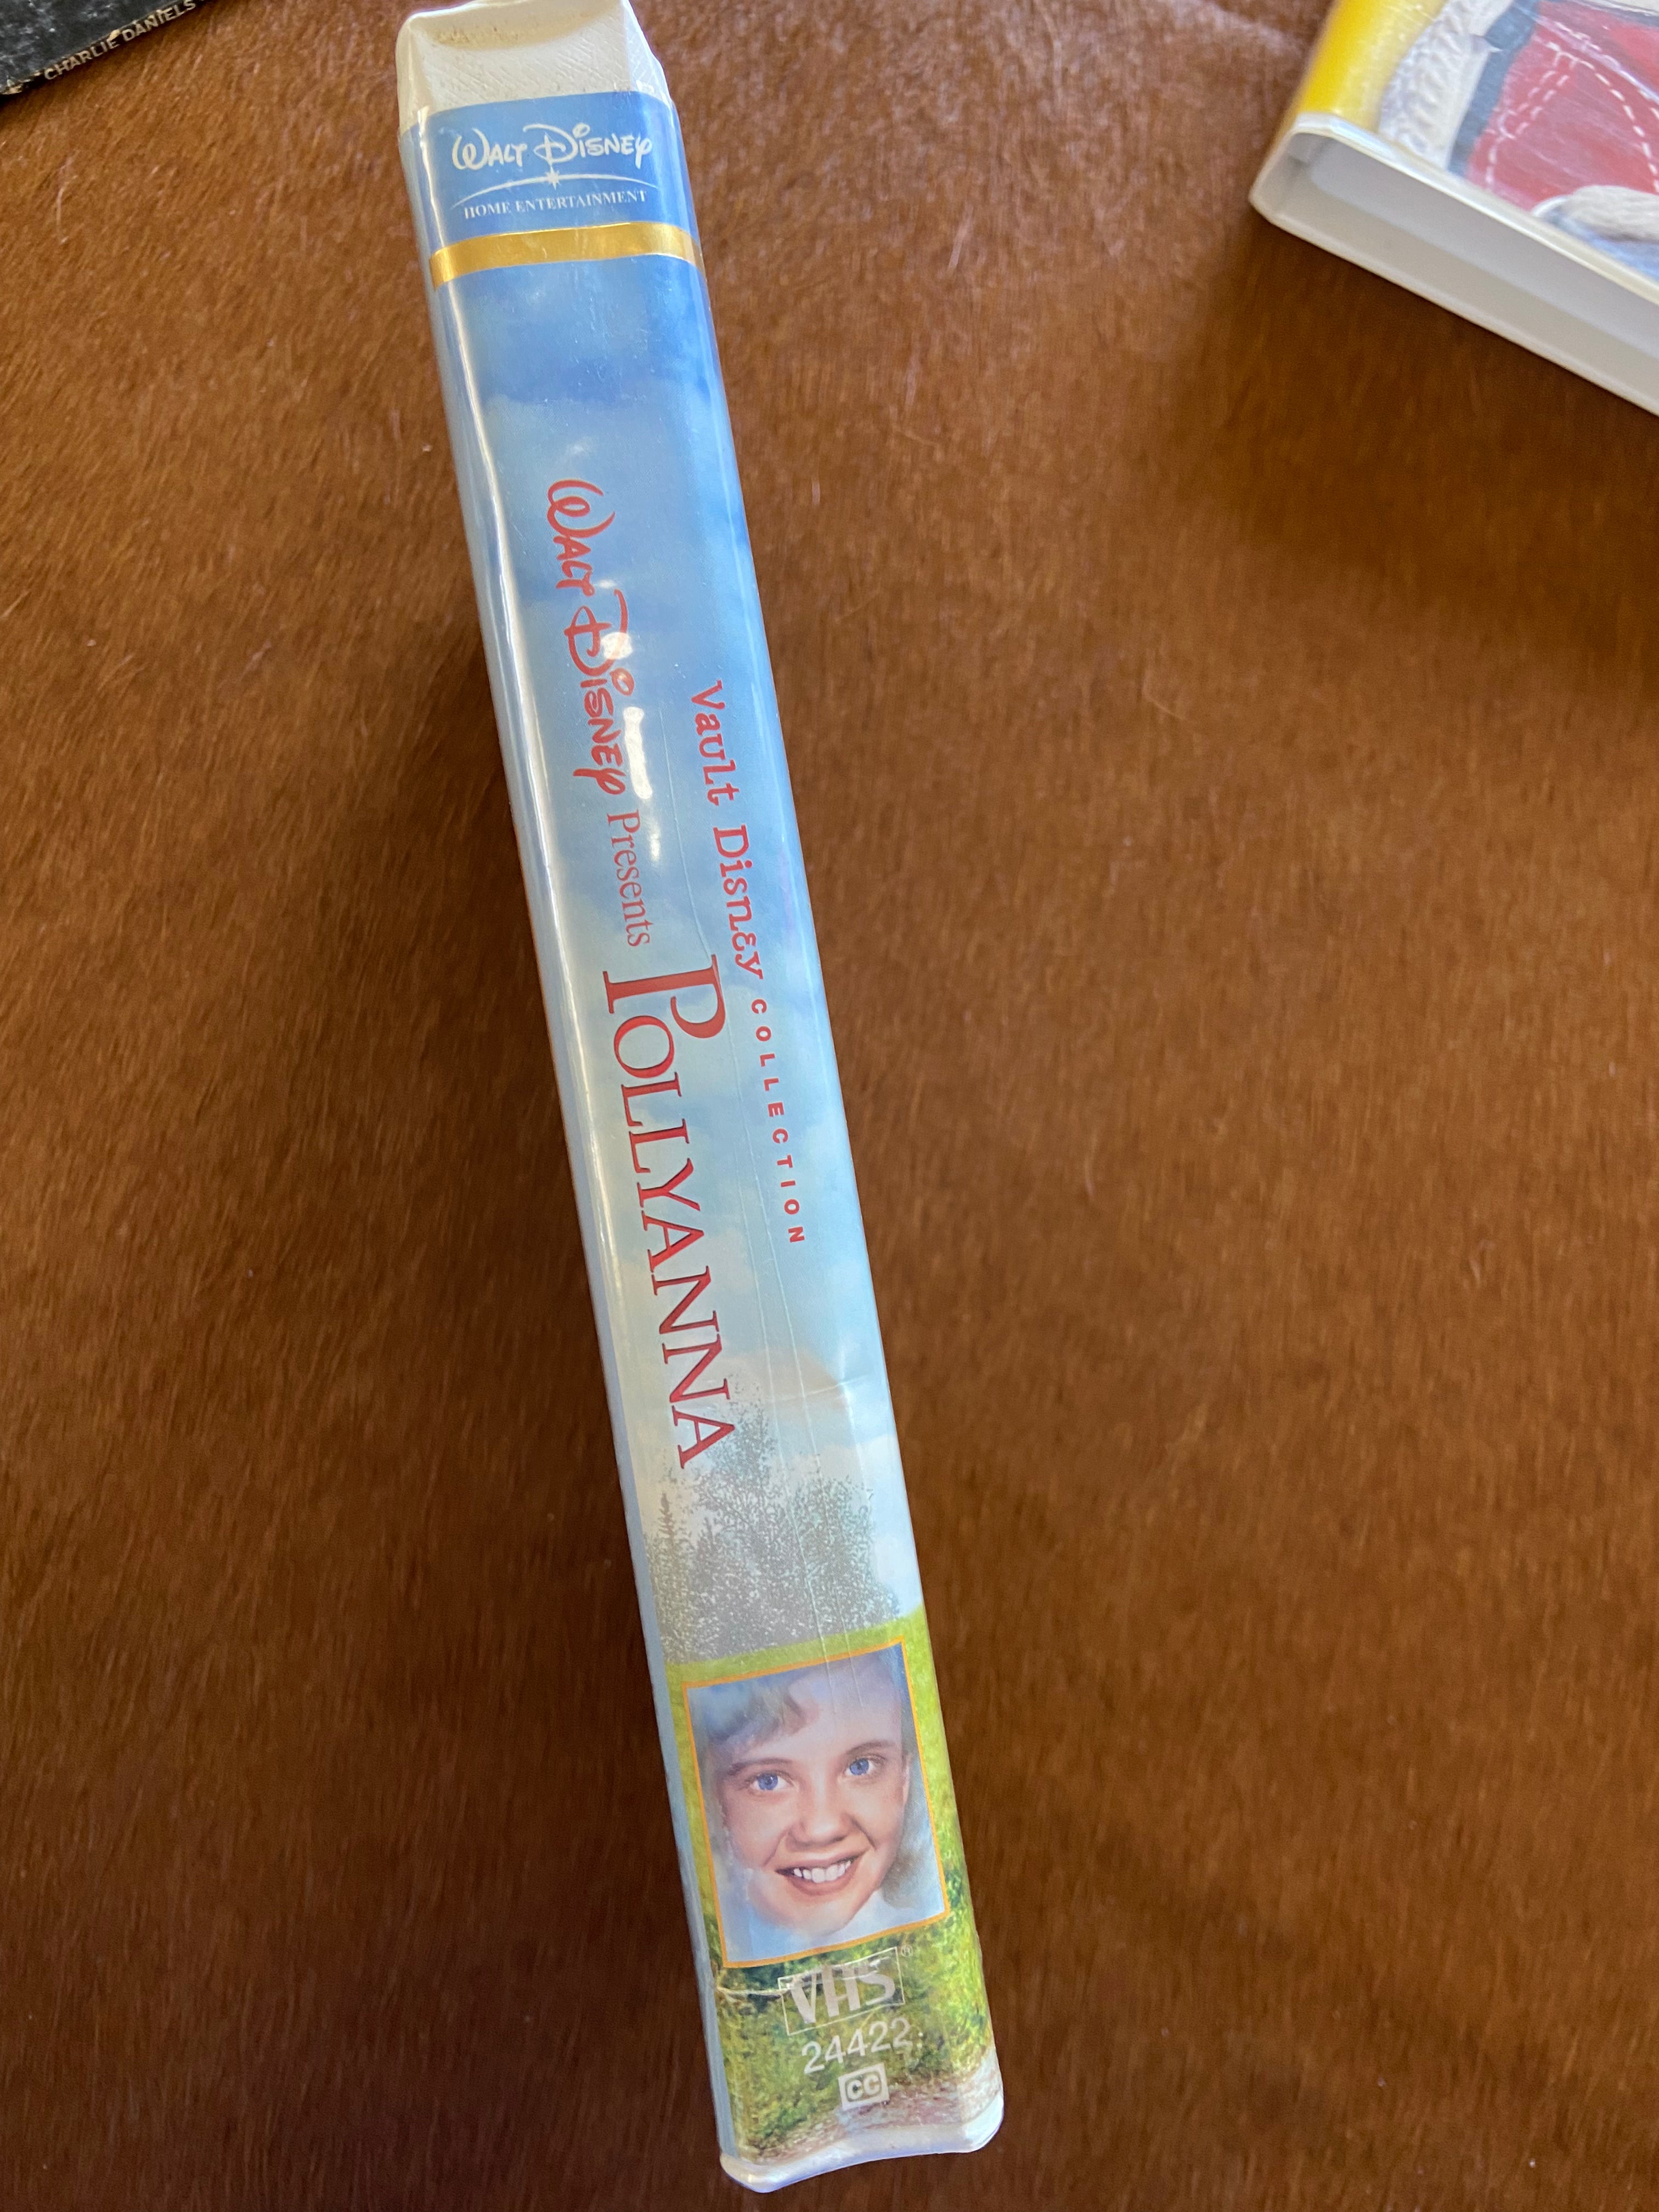 CHARLIE DANIELS
WALT DISNEY
HOME ENTERTAINMENT
Vault Disney COLLECTION
WALT DISNEY Presents POLLYANNA
VHS®
24422
CC